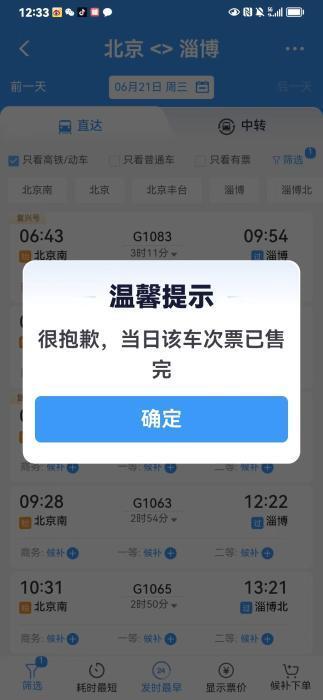 12:33
北京 <> 淄博
前一天
06月21日 周三
后一天
直达
中转
只看高铁/动车
只看普通车
只看有票
筛选
1
北京南
北京
北京丰台
淄博
淄博北
复兴号
06:43
G1083
09:54
北京南
3时11分
过 淄博
温馨提示
很抱歉，当日该车次票已售
完
确定
商务: 候补
一等: 候补
二等: 候补
09:28
G1063
12:22
始 北京南
2时54分
过 淄博
商务: 候补
一等: 候补
二等: 候补
10:31
G1065
13:21
始 北京南
2时50分
过 淄博北
商务: 候补
一等: 候补
二等: 候补
1
24
筛选
耗时最短
发时最早
显示票价
候补下单